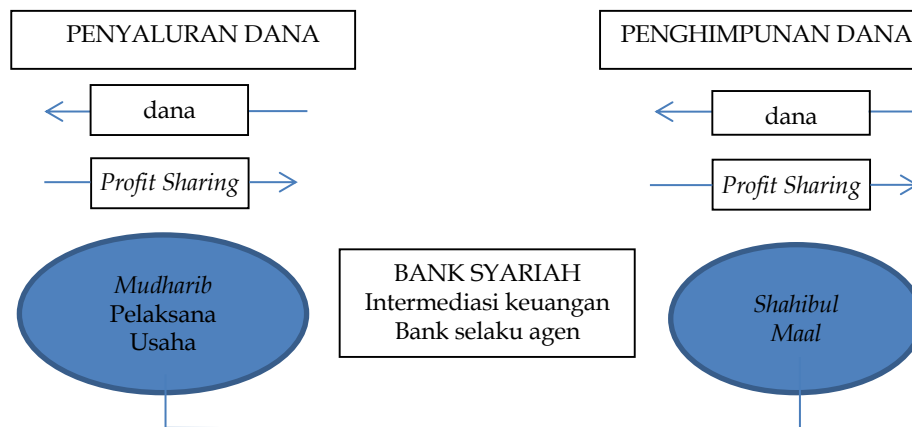 PENYALURAN DANA
PENGHIMPUNAN DANA
dana
dana
Profit Sharing
Profit Sharing
Mudharib
Pelaksana
Usaha
BANK SYARIAH
Intermediasi keuangan
Bank selaku agen
Shahibul
Maal